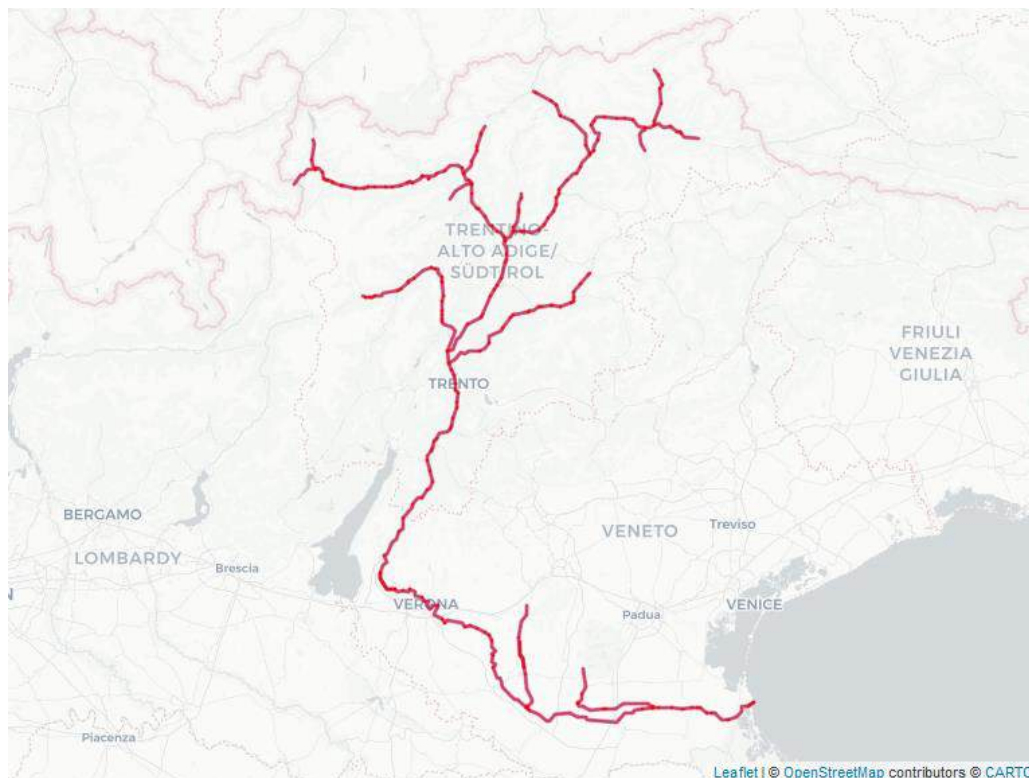 TRENTINO-
ALTO ADIGE/
SÜDTIROL
FRIULI
VENEZIA
GIULIA
TRENTO
BERGAMO
LOMBARDY
Brescia
VENETO
Treviso
VERONA
Padua
VENICE
Piacenza
Leaflet | © OpenStreetMap contributors © CARTO